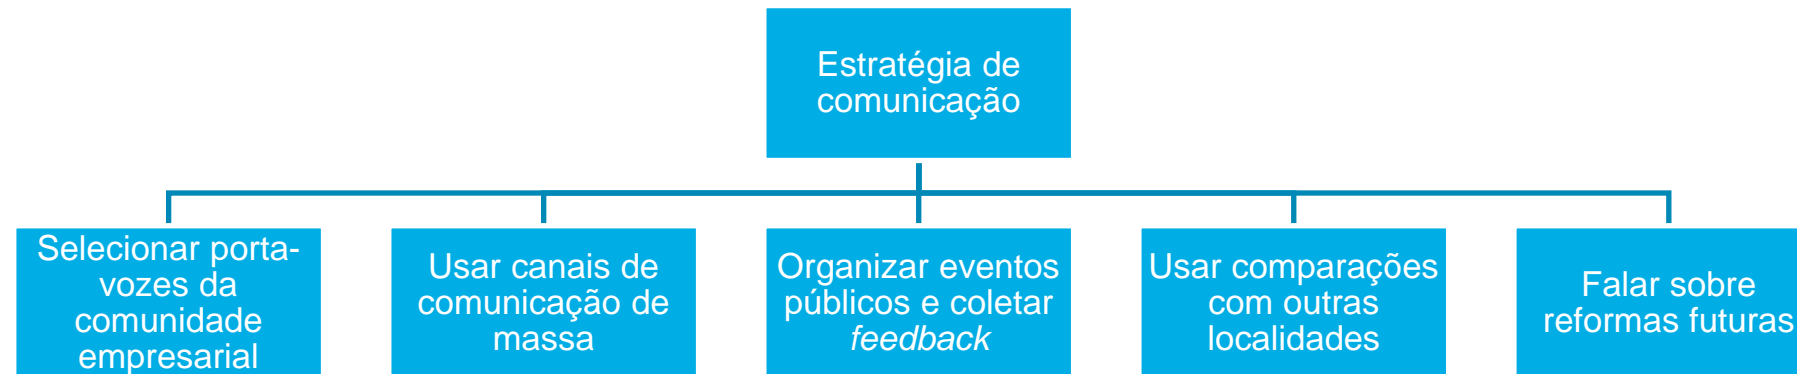 Estratégia de
comunicação
Selecionar porta-
vozes da
comunidade
empresarial
Usar canais de
comunicação de
massa
Organizar eventos
públicos e coletar
feedback
Usar comparações
com outras
localidades
Falar sobre
reformas futuras